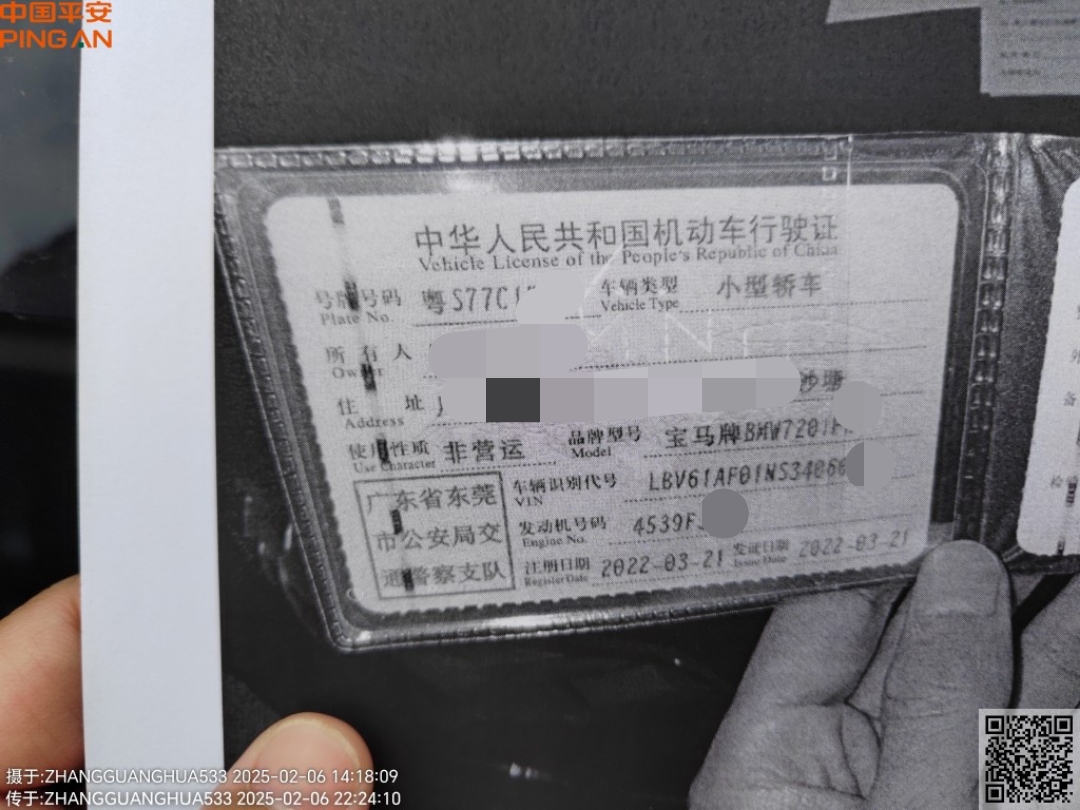 中国平安
PING AN
中华人民共和国机动车行驶证
Vehicle License of the People's Republic of China
号牌号码 粤S77C1 车辆类型 小型轿车
Plate No. Vehicle Type
所有人
Owner
住址 沙塘
Address
使用性质 非营运 品牌型号 宝马牌BMW7201
Use Character Model
广东省东莞
市公安局交
通警察支队
车辆识别代号 LBV61AF01NS3406
VIN
发动机号码 4539F
Engine No.
注册日期 2022-03-21 发证日期 2022-03-21
Register Date Issue Date
摄于:ZHANGGUANGHUA533 2025-02-06 14:18:09
传于:ZHANGGUANGHUA533 2025-02-06 22:24:10